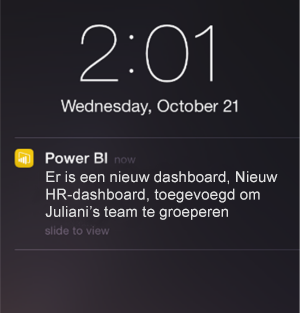 2:01
Wednesday, October 21
Power BI now
Er is een nieuw dashboard, Nieuw
HR-dashboard, toegevoegd om
Juliani's team te groeperen
slide to view